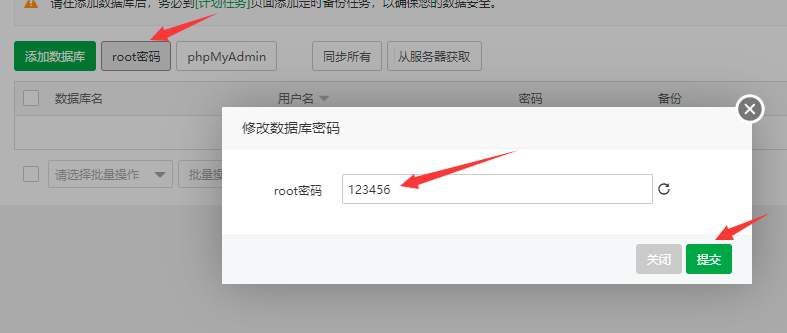 请在添加数据库后，务必到[计划任务]页面添加定时备份任务，以确保您的数据安全。
添加数据库 root密码 phpMyAdmin 同步所有 从服务器获取
数据库名 用户名 密码 备份
修改数据库密码
请选择批量操作 批量操
root密码 123456
关闭 提交